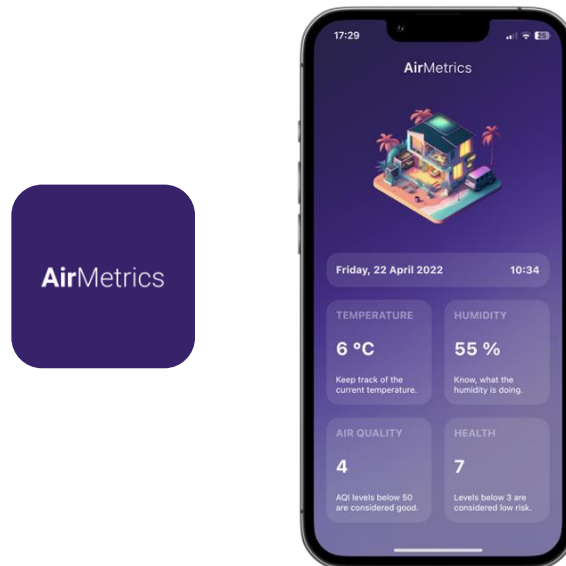 AirMetrics
17:29
AirMetrics
Friday, 22 April 2022 10:34
TEMPERATURE
6 ºC
Keep track of the
current temperature.
HUMIDITY
55 %
Know, what the
humidity is doing.
AIR QUALITY
4
AQI levels below 50
are considered good.
HEALTH
7
Levels below 3 are
considered low risk.